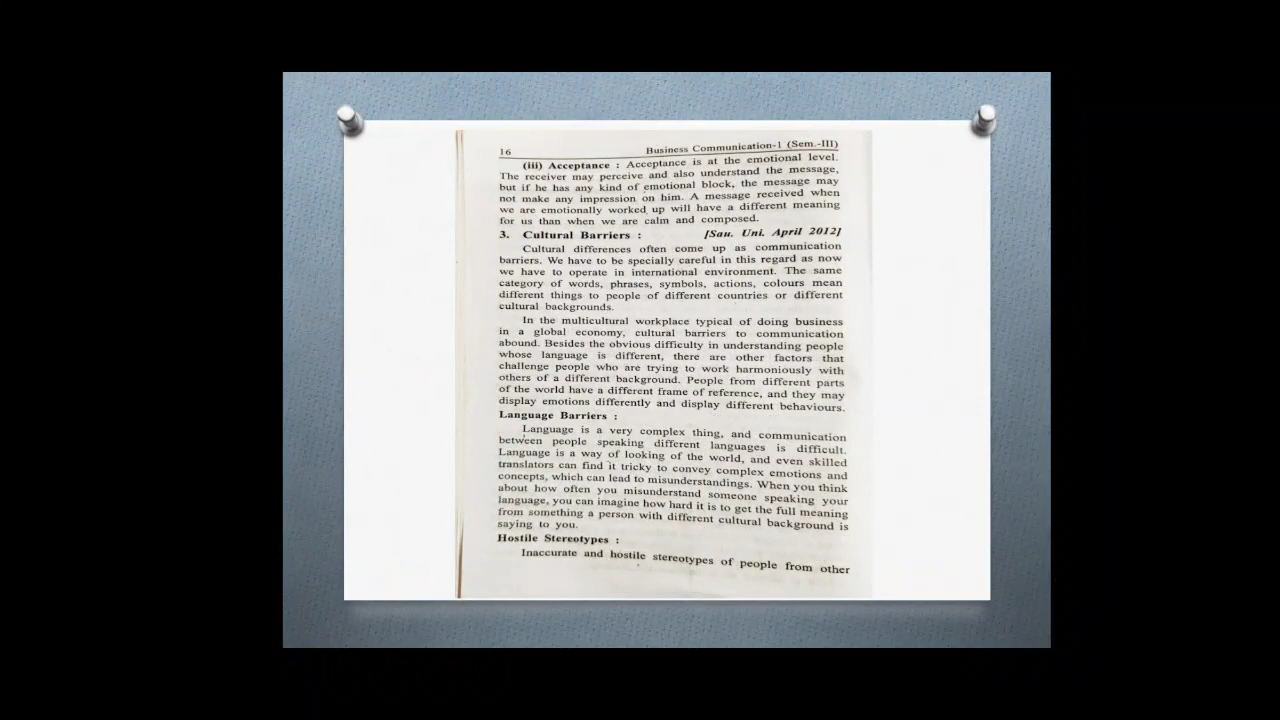 16 Business Communication-1 (Sem.-III)
(iii) Acceptance : Acceptance is at the emotional level.
The receiver may perceive and also understand the message,
but if he has any kind of emotional block, the message may
not make any impression on him. A message received when
we are emotionally worked up will have a different meaning
for us than when we are calm and composed.
3. Cultural Barriers : [Sau. Uni. April 2012]
Cultural differences often come up as communication
barriers. We have to be specially careful in this regard as now
we have to operate in international environment. The same
category of words, phrases, symbols, actions, colours mean
different things to people of different countries or different
cultural backgrounds.
In the multicultural workplace typical of doing business
in a global economy, cultural barriers to communication
abound. Besides the obvious difficulty in understanding people
whose language is different, there are other factors that
challenge people who are trying to work harmoniously with
others of a different background. People from different parts
of the world have a different frame of reference, and they may
display emotions differently and display different behaviours.
Language Barriers :
Language is a very complex thing, and communication
between people speaking different languages is difficult.
Language is a way of looking of the world, and even skilled
translators can find it tricky to convey complex emotions and
concepts, which can lead to misunderstandings. When you think
about how often you misunderstand someone speaking your
language, you can imagine how hard it is to get the full meaning
from something a person with different cultural background is
saying to you.
Hostile Stereotypes :
Inaccurate and hostile stereotypes of people from other